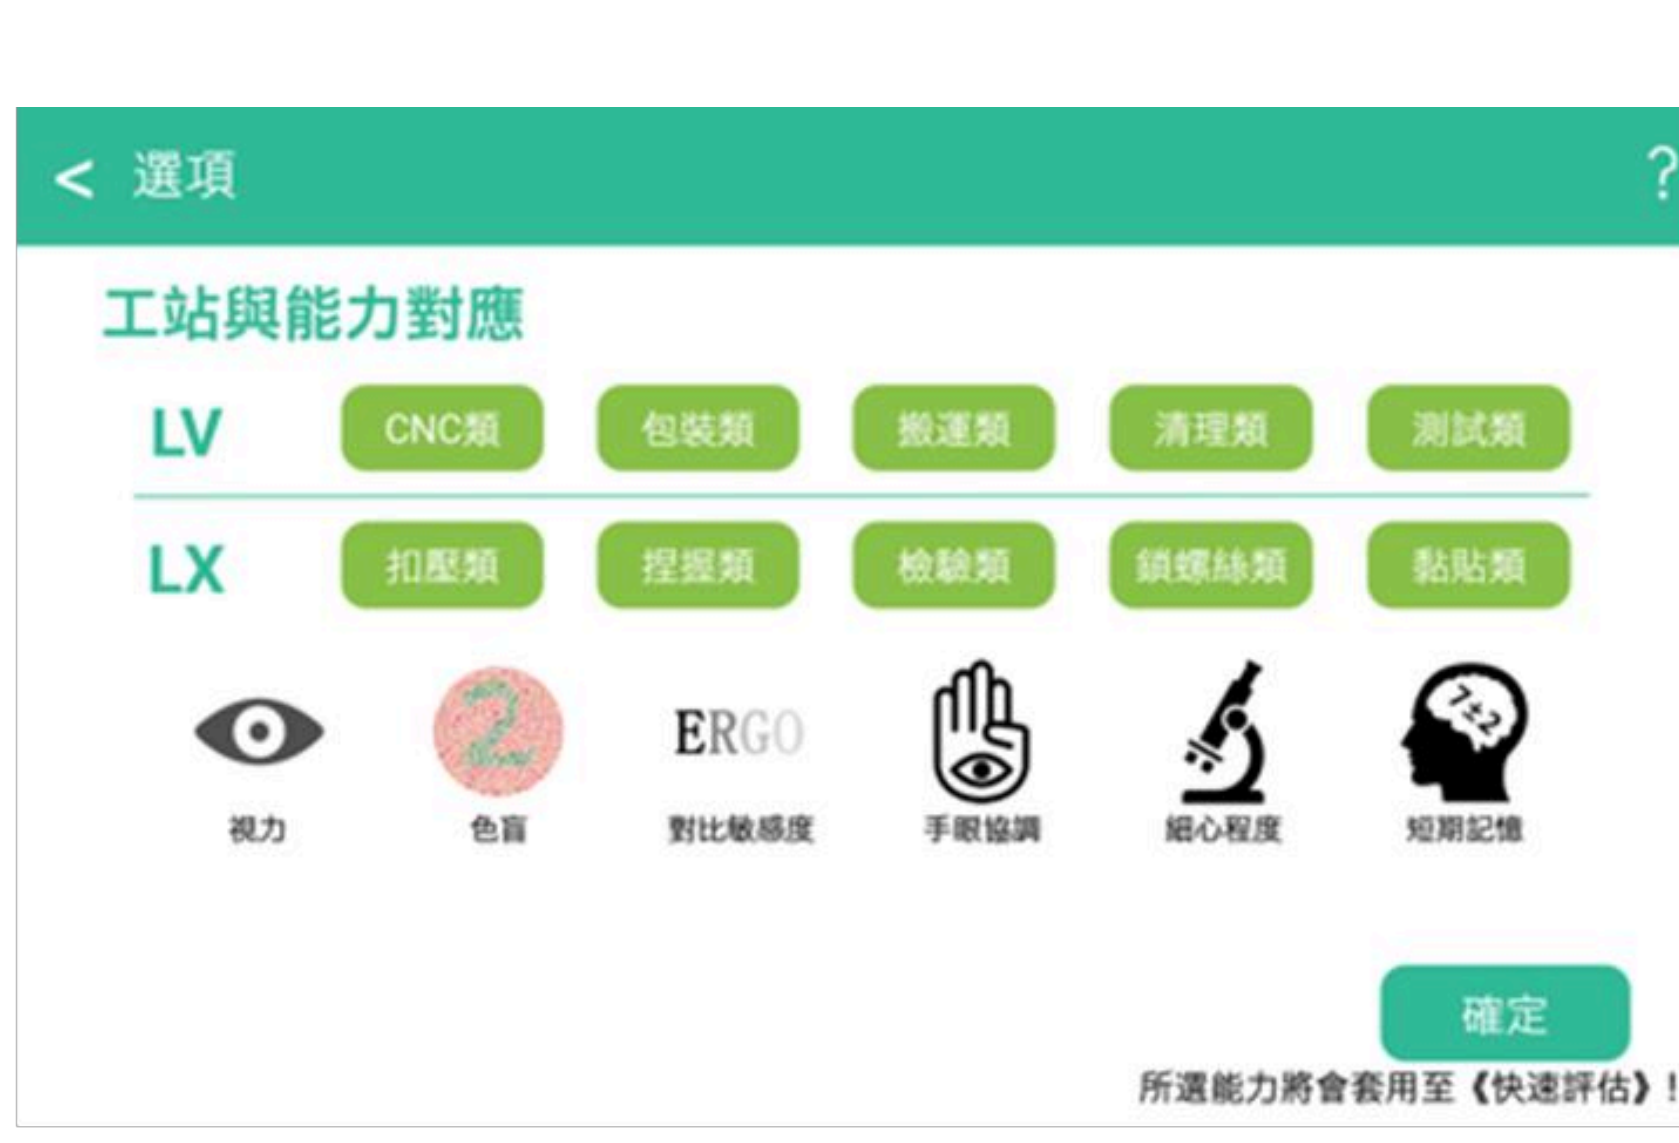 < 選項 ?
工站與能力對應
LV CNC類 包裝類 搬運類 清理類 測試類
LX 扣壓類 捏握類 檢驗類 鎖螺絲類 黏貼類
2 ERGO 7±2
視力 色盲 對比敏感度 手眼協調 細心程度 短期記憶
確定
所選能力將會套用至《快速評估》!